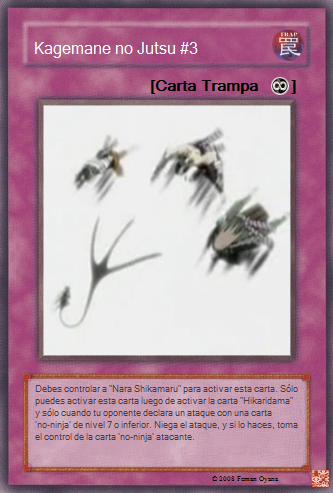 Kagemane no Jutsu #3
TRAP
罠
[Carta Trampa ∞]
Debes controlar a "Nara Shikamaru" para activar esta carta. Sólo
puedes activar esta carta luego de activar la carta "Hikaridama"
y sólo cuando tu oponente declara un ataque con una carta
'no-ninja' de nivel 7 o inferior. Niega el ataque, y si lo haces, toma
el control de la carta 'no-ninja' atacante.
©2008 Foman Oyana